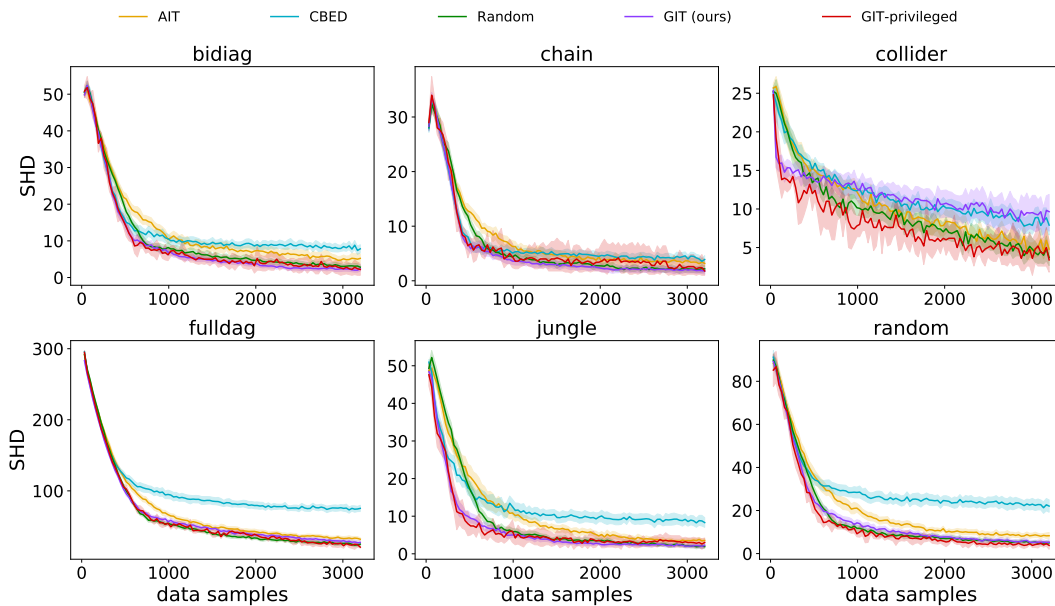 AIT CBED Random GIT (ours) GIT-privileged
bidiag chain collider
SHD
50
40
30
20
10
0
0 1000 2000 3000
30
20
10
0
0 1000 2000 3000
25
20
15
10
5
0 1000 2000 3000
fulldag jungle random
SHD
300
200
100
0 1000 2000 3000
data samples
50
40
30
20
10
0
0 1000 2000 3000
data samples
80
60
40
20
0
0 1000 2000 3000
data samples